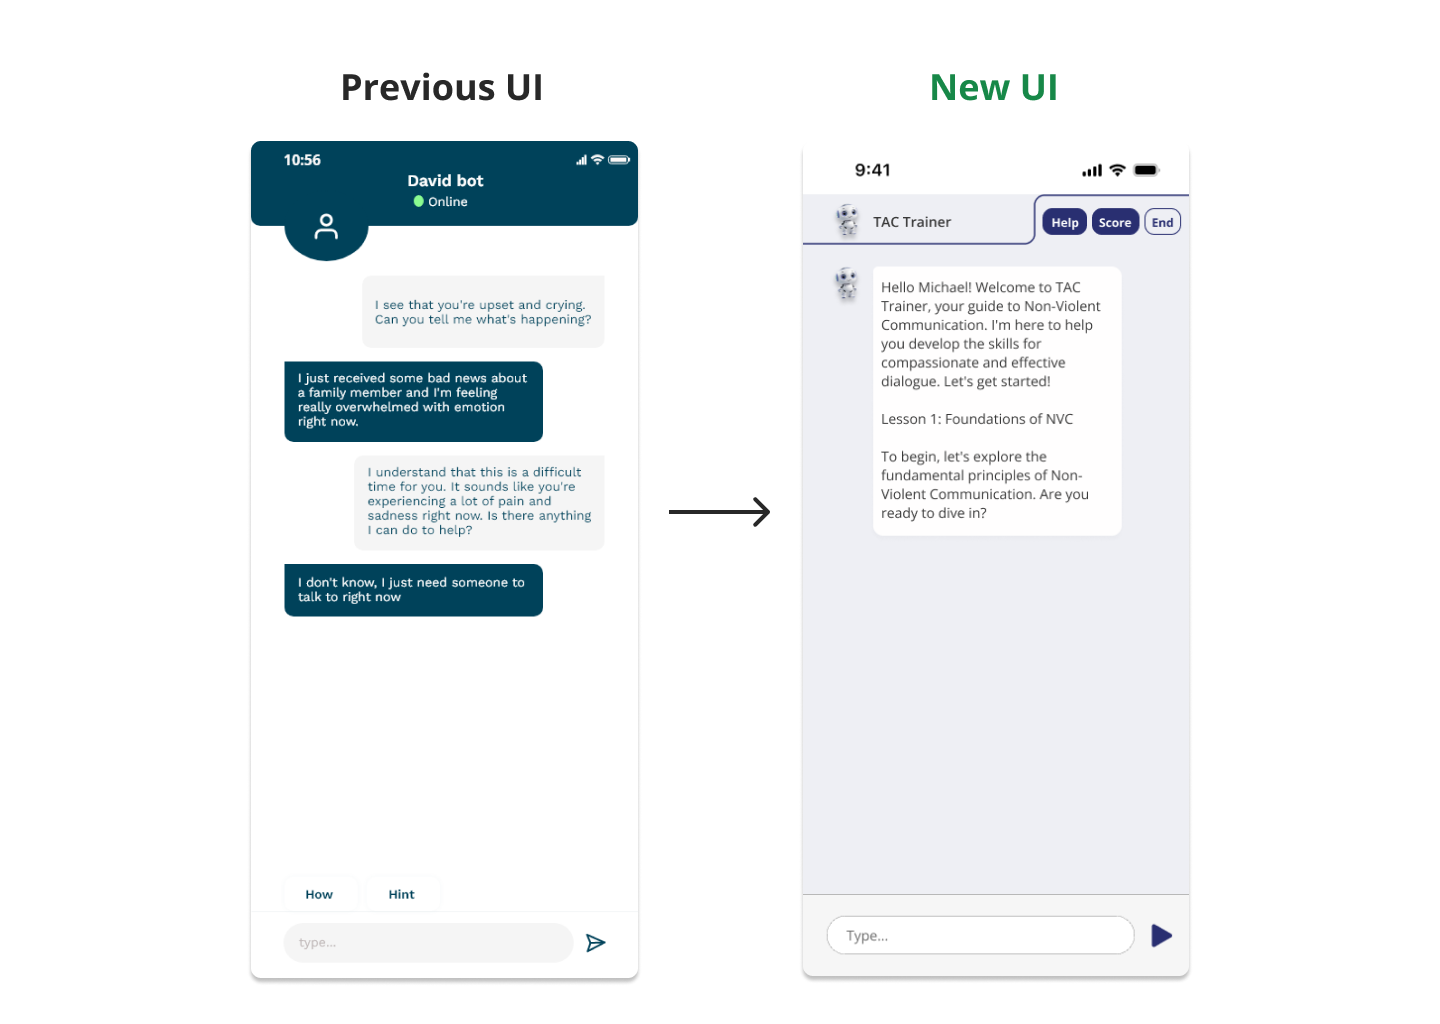 Previous UI
New UI
10:56
David bot
Online
I see that you're upset and crying.
Can you tell me what's happening?
I just received some bad news about
a family member and I'm feeling
really overwhelmed with emotion
right now.
I understand that this is a difficult
time for you. It sounds like you're
experiencing a lot of pain and
sadness right now. Is there anything
I can do to help?
I don't know, I just need someone to
talk to right now
How
Hint
type...
9:41
TAC Trainer
Help
Score
End
Hello Michael! Welcome to TAC
Trainer, your guide to Non-Violent
Communication. I'm here to help
you develop the skills for
compassionate and effective
dialogue. Let's get started!
Lesson 1: Foundations of NVC
To begin, let's explore the
fundamental principles of Non-
Violent Communication. Are you
ready to dive in?
Type...